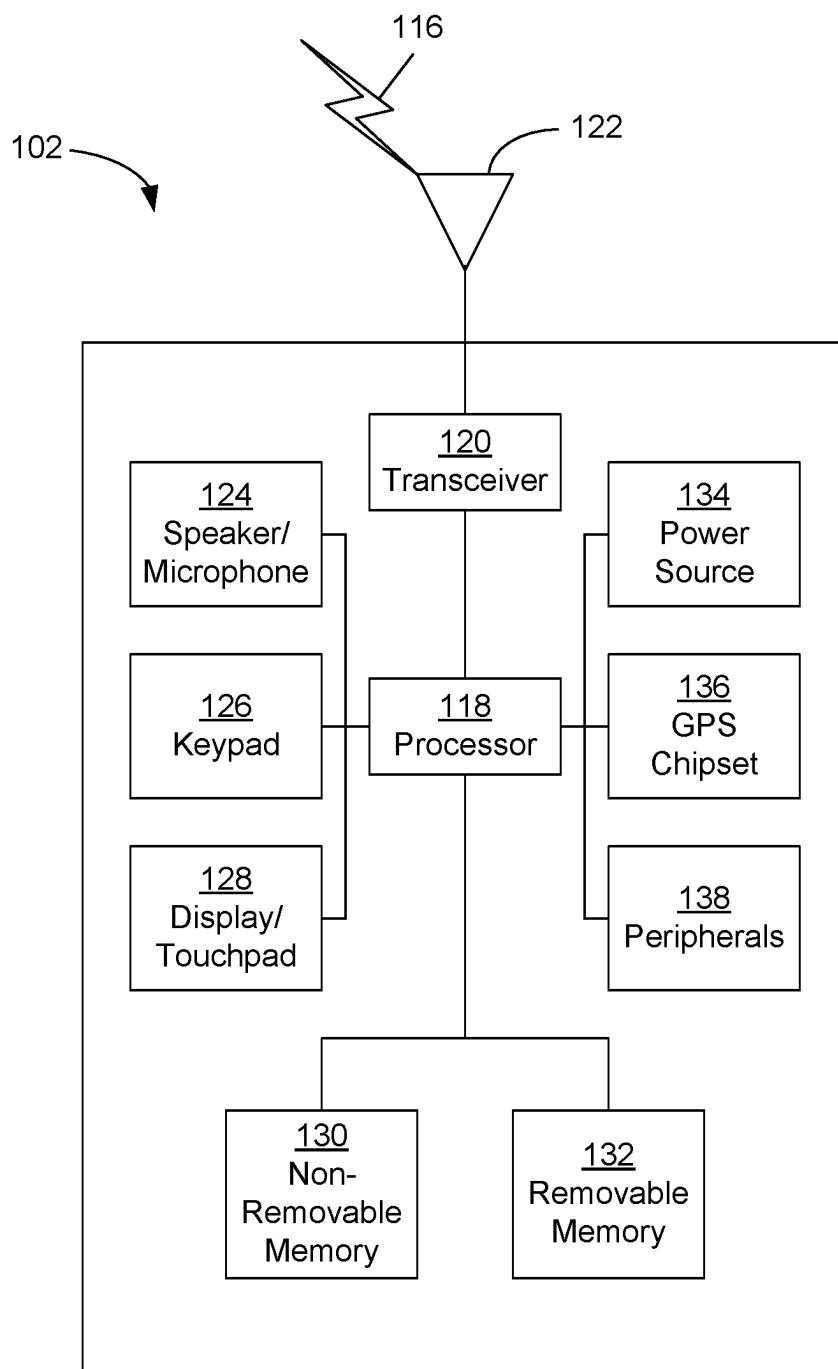 116
122
102
120
Transceiver
124
Speaker/
Microphone
134
Power
Source
126
Keypad
118
Processor
136
GPS
Chipset
128
Display/
Touchpad
138
Peripherals
130
Non-
Removable
Memory
132
Removable
Memory